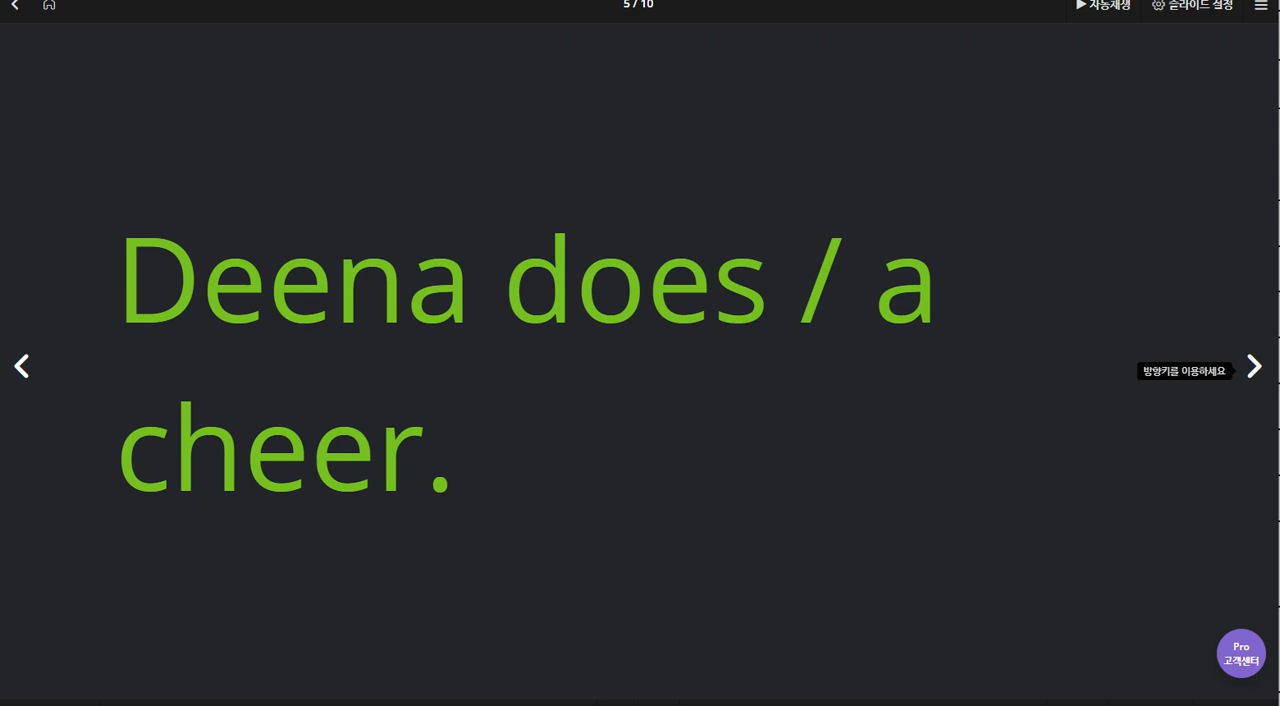 5 / 10
자동재생
슬라이드 설정
Deena does / a
cheer.
방향키를 이용하세요
Pro
고객센터